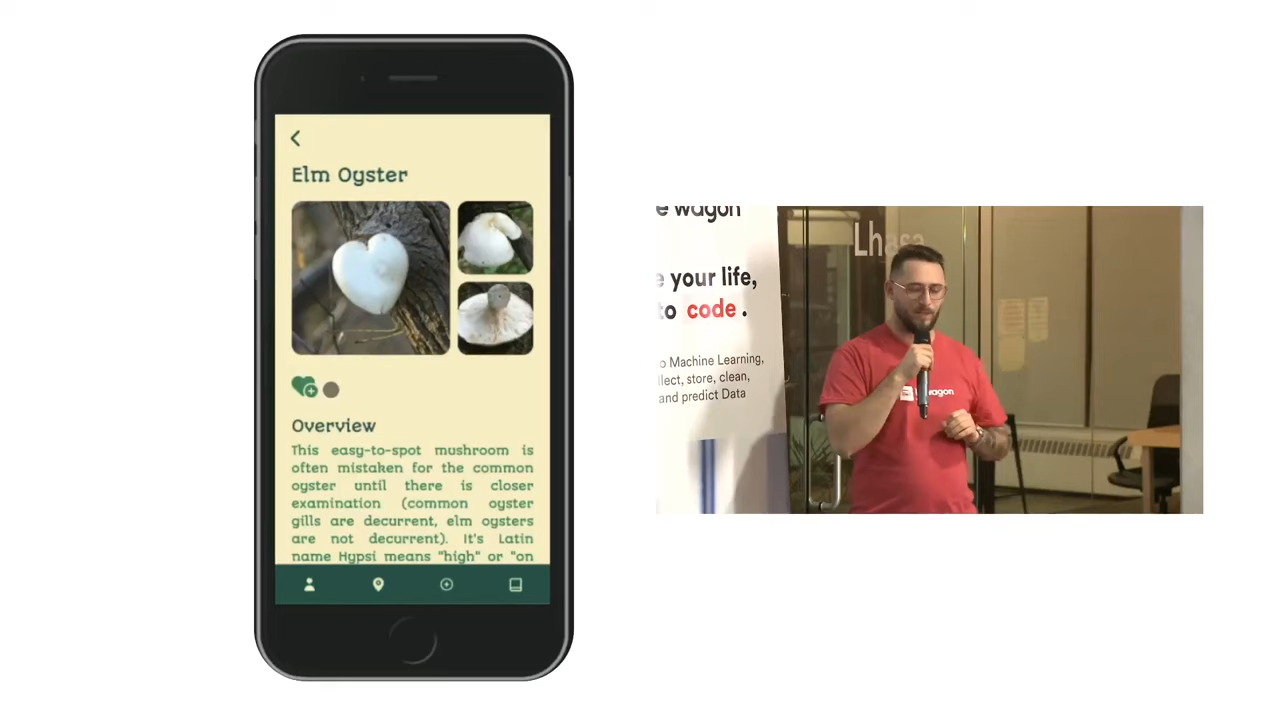 Elm Oyster
Overview
This easy-to-spot mushroom is
often mistaken for the common
oyster until there is closer
examination (common oyster
gills are decurrent, elm oysters
are not decurrent). It's Latin
name Hypsi means "high" or "on
e wagon
e your life,
to code.
o Machine Learning,
llect, store, clean,
and predict Data
Lhasa
wagon